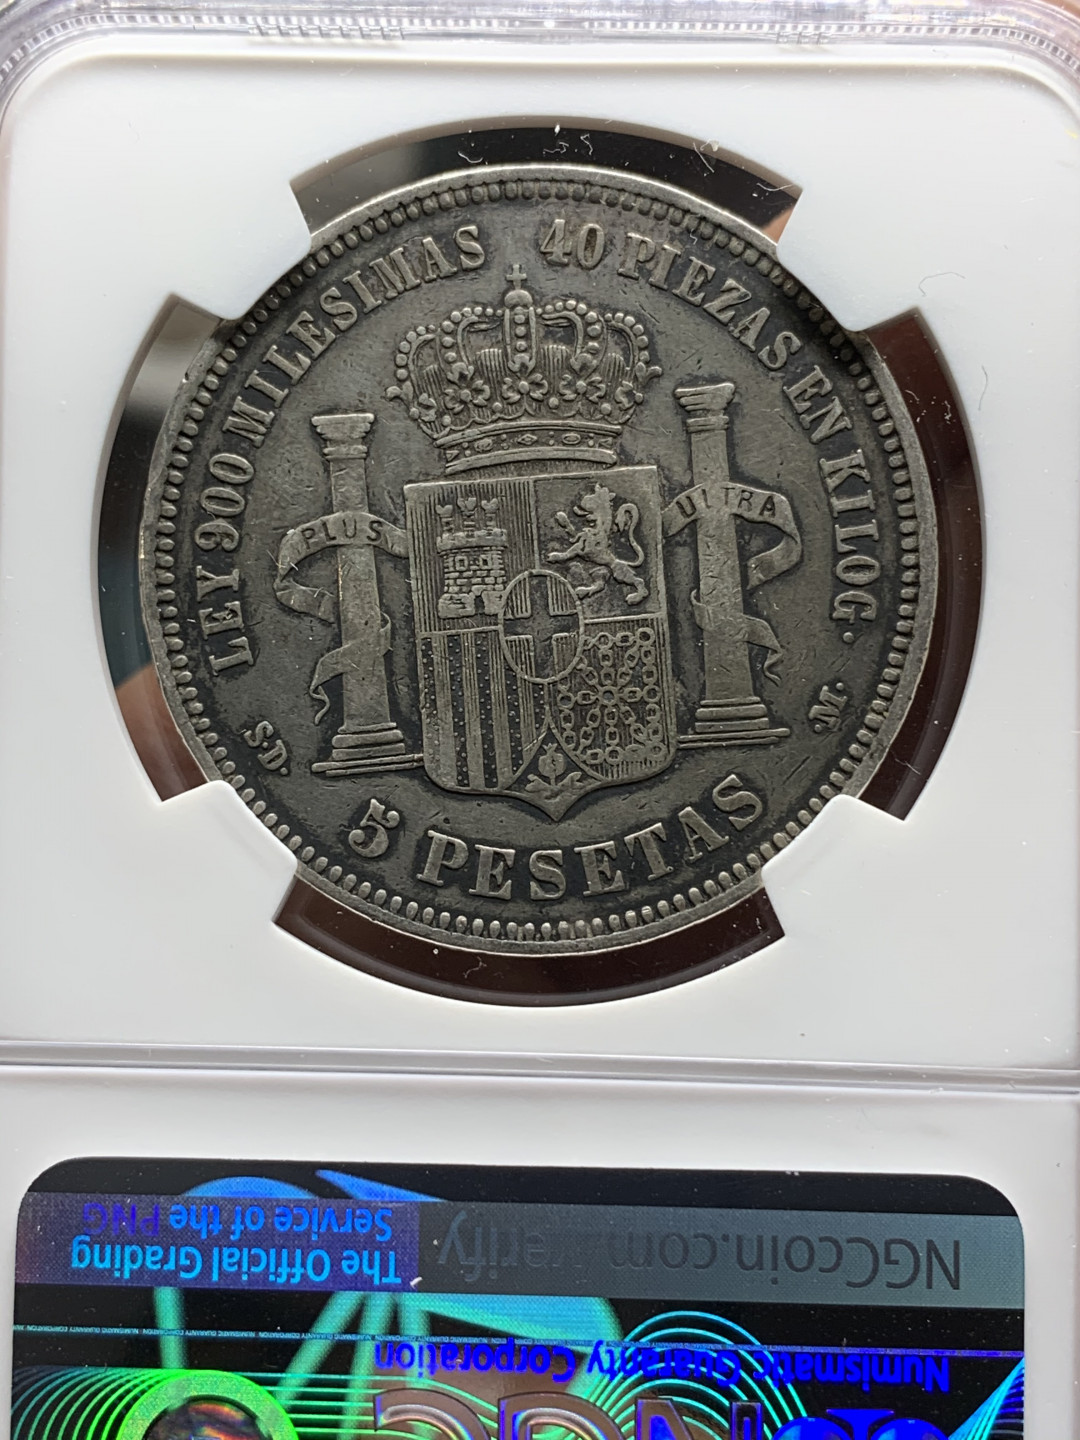 LEY 900 MILESIMAS 40 PIEZAS EN KILOG.
PLUS
ULTRA
S.D.
.M.
5 PESETAS
The Official Grading
Service of the PNG
NGCcoin.com
Numismatic Guaranty Corporation
NGC